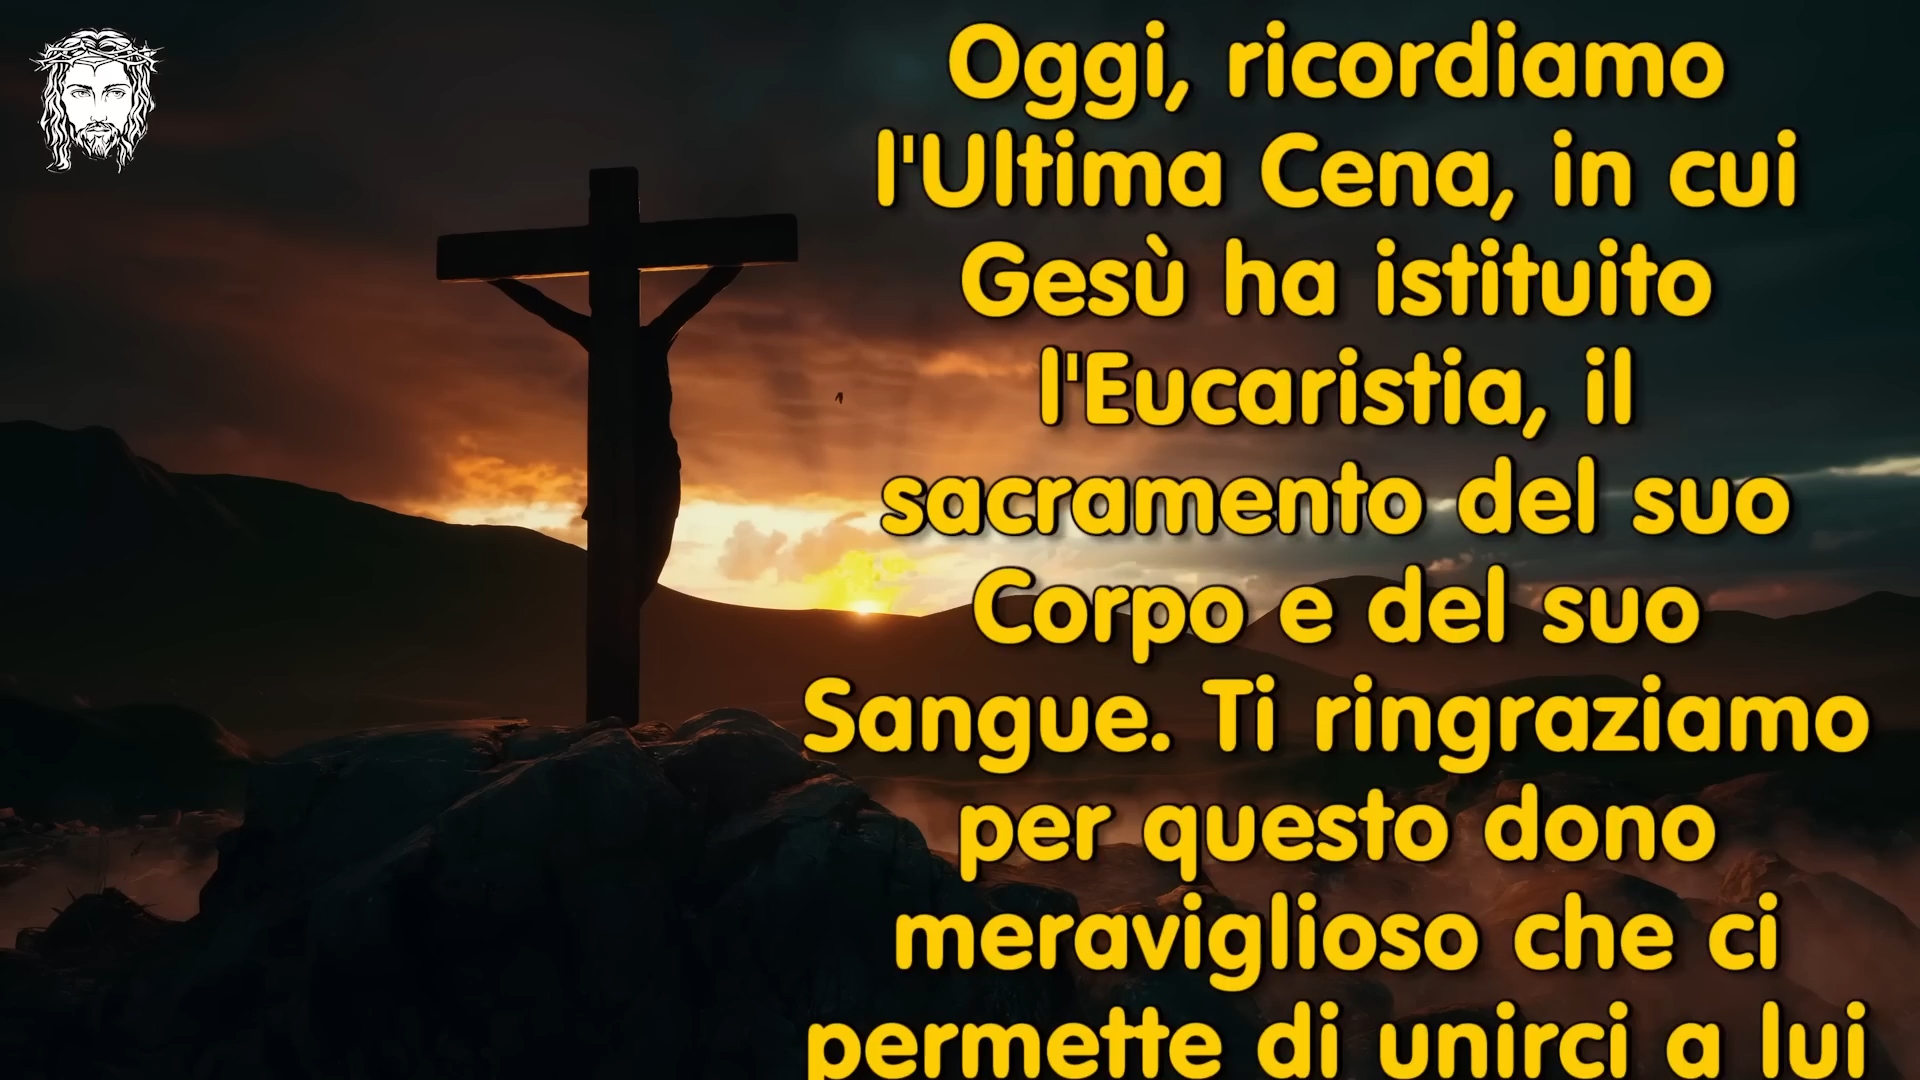 Oggi, ricordiamo
l'Ultima Cena, in cui
Gesù ha istituito
l'Eucaristia, il
sacramento del suo
Corpo e del suo
Sangue. Ti ringraziamo
per questo dono
meraviglioso che ci
permette di unirci a lui